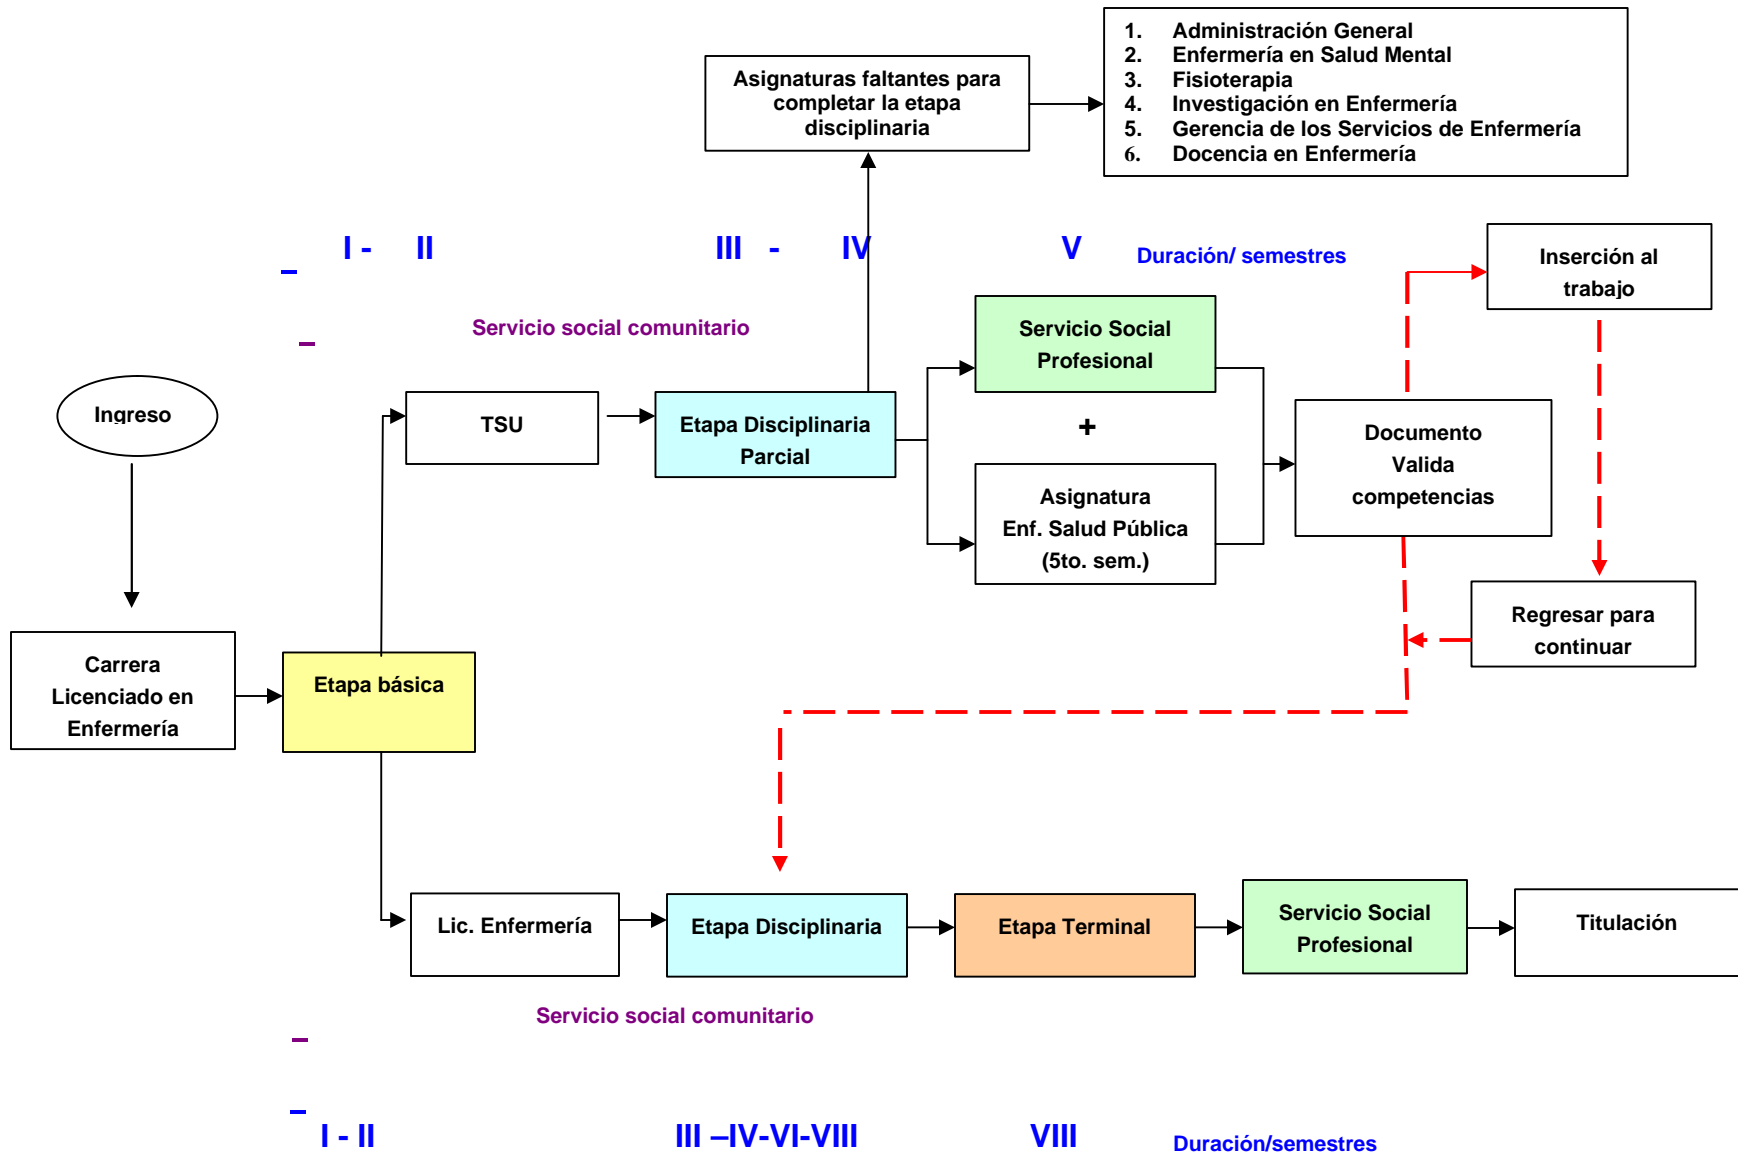 1. Administración General
2. Enfermería en Salud Mental
3. Fisioterapia
4. Investigación en Enfermería
5. Gerencia de los Servicios de Enfermería
6. Docencia en Enfermería
Asignaturas faltantes para
completar la etapa
disciplinaria
I - II
III - IV
V
Duración/ semestres
Inserción al
trabajo
Servicio social comunitario
Servicio Social
Profesional
Ingreso
TSU
Etapa Disciplinaria
Parcial
+
Documento
Valida
competencias
Asignatura
Enf. Salud Pública
(5to. sem.)
Regresar para
continuar
Carrera
Licenciado en
Enfermería
Etapa básica
Lic. Enfermería
Etapa Disciplinaria
Etapa Terminal
Servicio Social
Profesional
Titulación
Servicio social comunitario
I - II
III –IV-VI-VIII
VIII
Duración/semestres